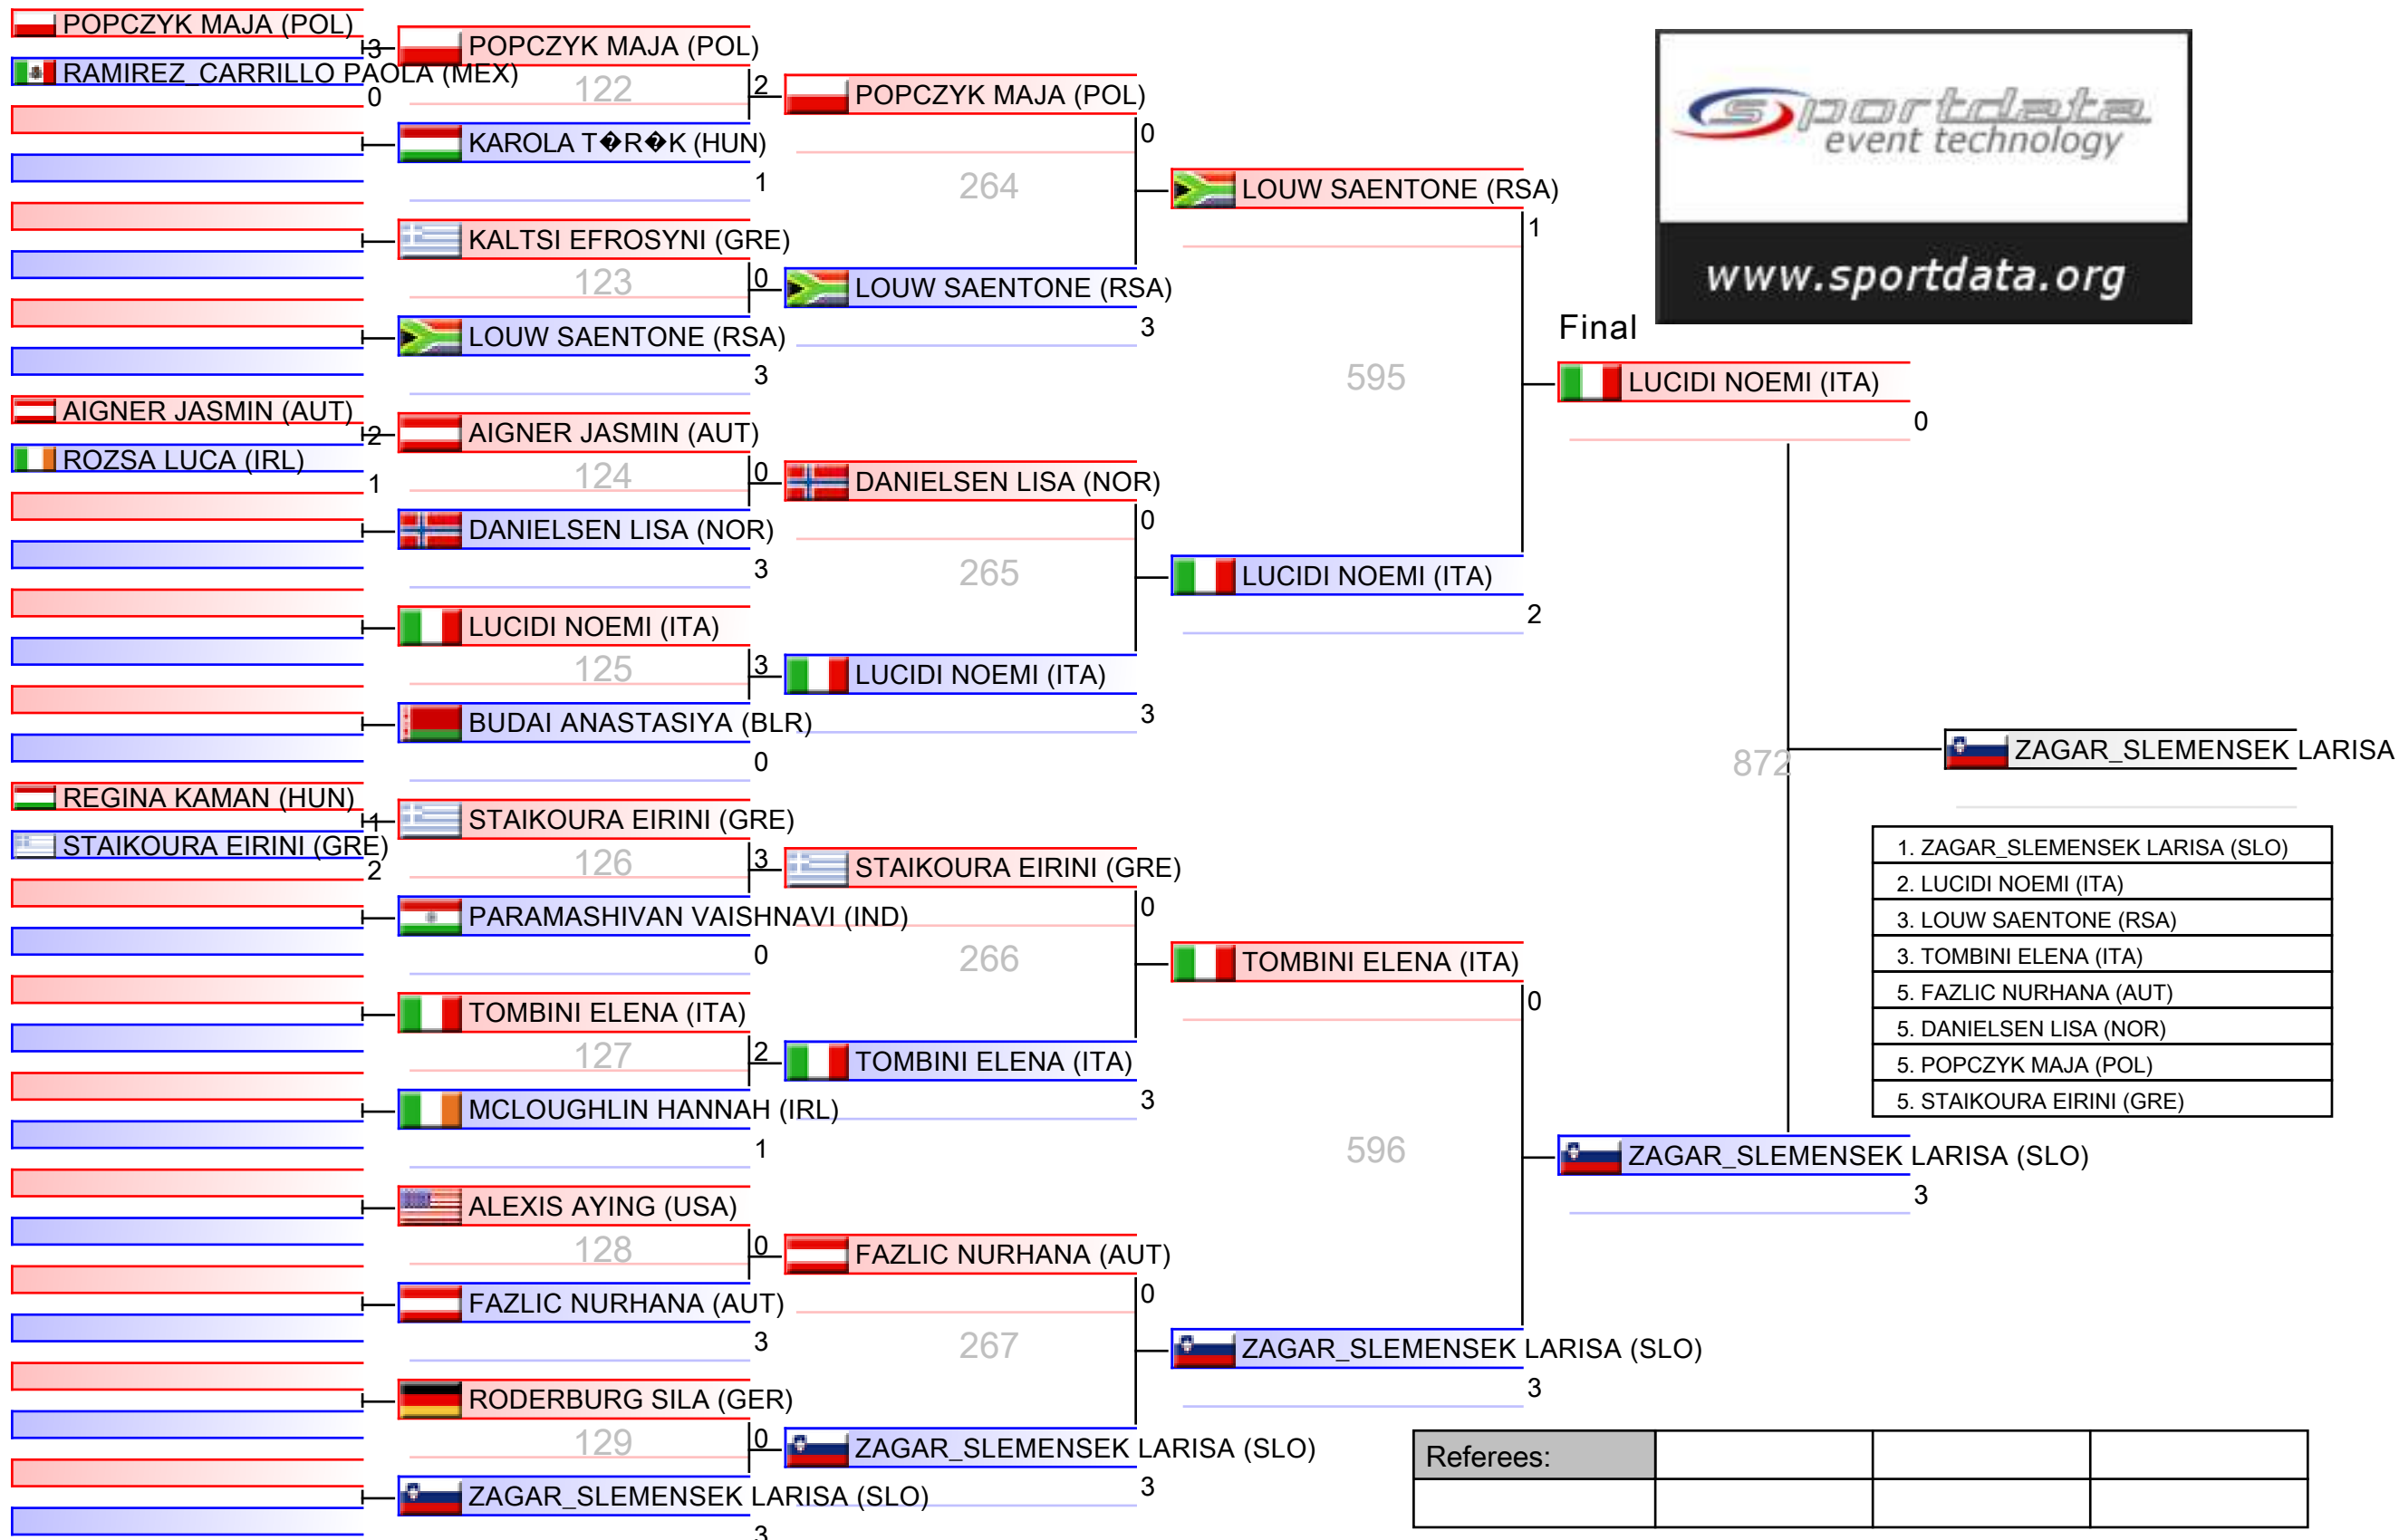 POPCZYK MAJA (POL)
3
RAMIREZ_CARRILLO PAOLA (MEX)
0
AIGNER JASMIN (AUT)
2
ROZSA LUCA (IRL)
1
REGINA KAMAN (HUN)
1
STAIKOURA EIRINI (GRE)
2
POPCZYK MAJA (POL)
122
2
KAROLA T�R�K (HUN)
1
KALTSI EFROSYNI (GRE)
123
0
LOUW SAENTONE (RSA)
3
AIGNER JASMIN (AUT)
124
0
DANIELSEN LISA (NOR)
3
LUCIDI NOEMI (ITA)
125
3
BUDAI ANASTASIYA (BLR)
0
STAIKOURA EIRINI (GRE)
126
3
PARAMASHIVAN VAISHNAVI (IND)
0
TOMBINI ELENA (ITA)
127
2
MCLOUGHLIN HANNAH (IRL)
1
ALEXIS AYING (USA)
128
0
FAZLIC NURHANA (AUT)
3
RODERBURG SILA (GER)
129
0
ZAGAR_SLEMENSEK LARISA (SLO)
3
POPCZYK MAJA (POL)
0
264
LOUW SAENTONE (RSA)
3
DANIELSEN LISA (NOR)
0
265
LUCIDI NOEMI (ITA)
3
STAIKOURA EIRINI (GRE)
0
266
TOMBINI ELENA (ITA)
3
FAZLIC NURHANA (AUT)
0
267
ZAGAR_SLEMENSEK LARISA (SLO)
3
LOUW SAENTONE (RSA)
1
595
LUCIDI NOEMI (ITA)
2
TOMBINI ELENA (ITA)
0
596
ZAGAR_SLEMENSEK LARISA (SLO)
3
Final
LUCIDI NOEMI (ITA)
0
872
ZAGAR_SLEMENSEK LARISA (SLO)
3
ZAGAR_SLEMENSEK LARISA
sportdata
event technology
www.sportdata.org
1. ZAGAR_SLEMENSEK LARISA (SLO)
2. LUCIDI NOEMI (ITA)
3. LOUW SAENTONE (RSA)
3. TOMBINI ELENA (ITA)
5. FAZLIC NURHANA (AUT)
5. DANIELSEN LISA (NOR)
5. POPCZYK MAJA (POL)
5. STAIKOURA EIRINI (GRE)
Referees: